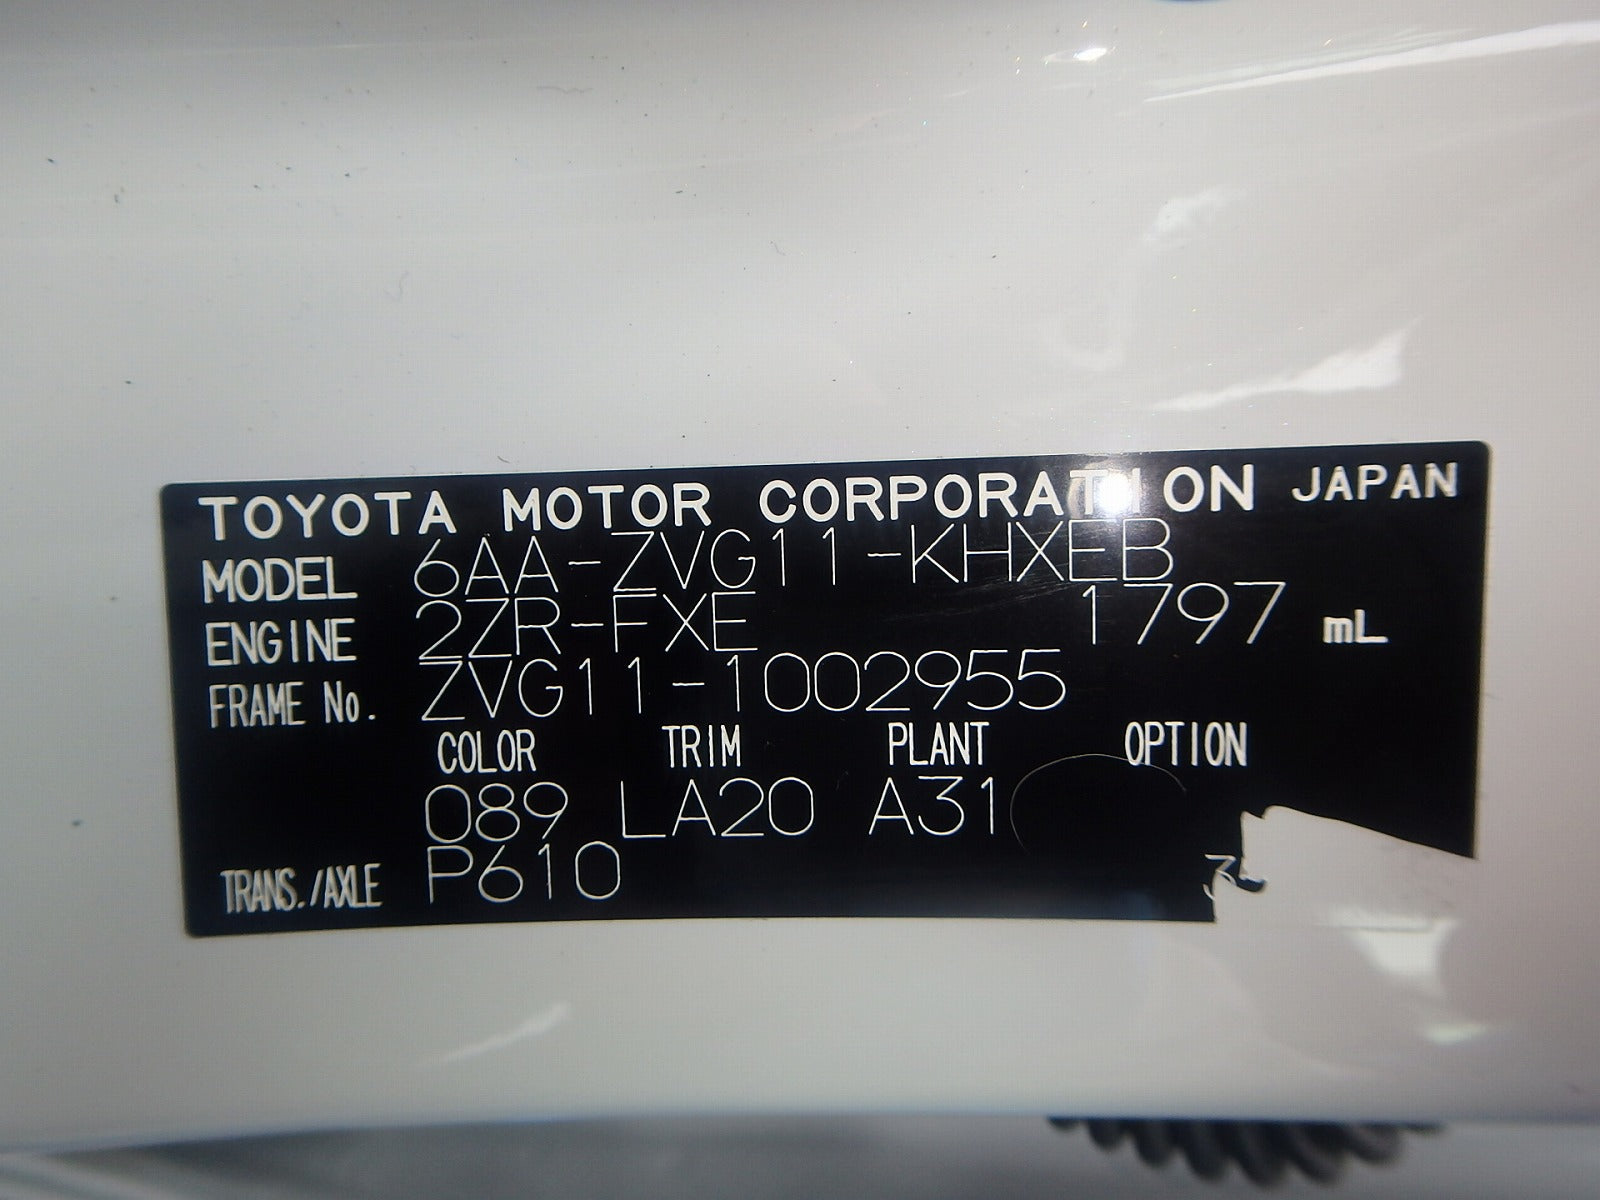 TOYOTA MOTOR CORPORATION JAPAN
MODEL 6AA-ZVG11-KHXEB
ENGINE 2ZR-FXE 1797 mL
FRAME No. ZVG11-1002955
COLOR TRIM PLANT OPTION
089 LA20 A31
TRANS./AXLE P610